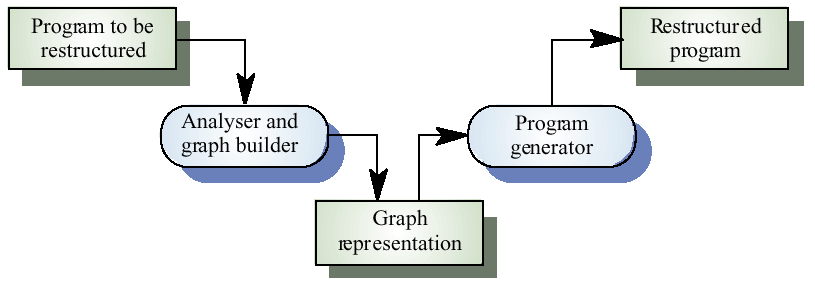 Program to be
restructured
Restructured
program
Analyser and
graph builder
Program
generator
Graph
representation